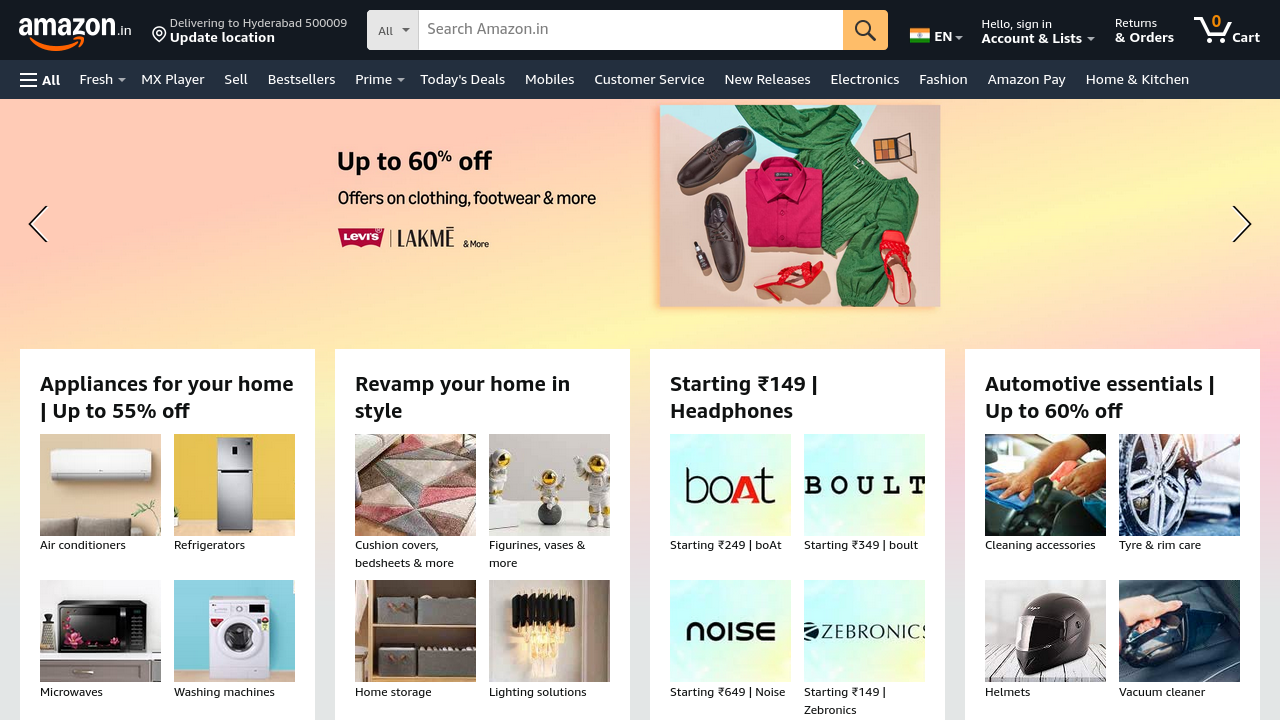 amazon.in
Delivering to Hyderabad 500009
Update location
All
Search Amazon.in
EN
Hello, sign in
Account & Lists
Returns
& Orders
0
Cart
All
Fresh
MX Player
Sell
Bestsellers
Prime
Today's Deals
Mobiles
Customer Service
New Releases
Electronics
Fashion
Amazon Pay
Home & Kitchen
Up to 60% off
Offers on clothing, footwear & more
LEVI'S | LAKMĒ & More
Appliances for your home
| Up to 55% off
Air conditioners
Refrigerators
Microwaves
Washing machines
Revamp your home in
style
Cushion covers,
bedsheets & more
Figurines, vases &
more
Home storage
Lighting solutions
Starting ₹149 |
Headphones
boAt
BOULT
Starting ₹249 | boAt
Starting ₹349 | boult
noise
ZEBRONICS
Starting ₹649 | Noise
Starting ₹149 |
Zebronics
Automotive essentials |
Up to 60% off
Cleaning accessories
Tyre & rim care
Helmets
Vacuum cleaner